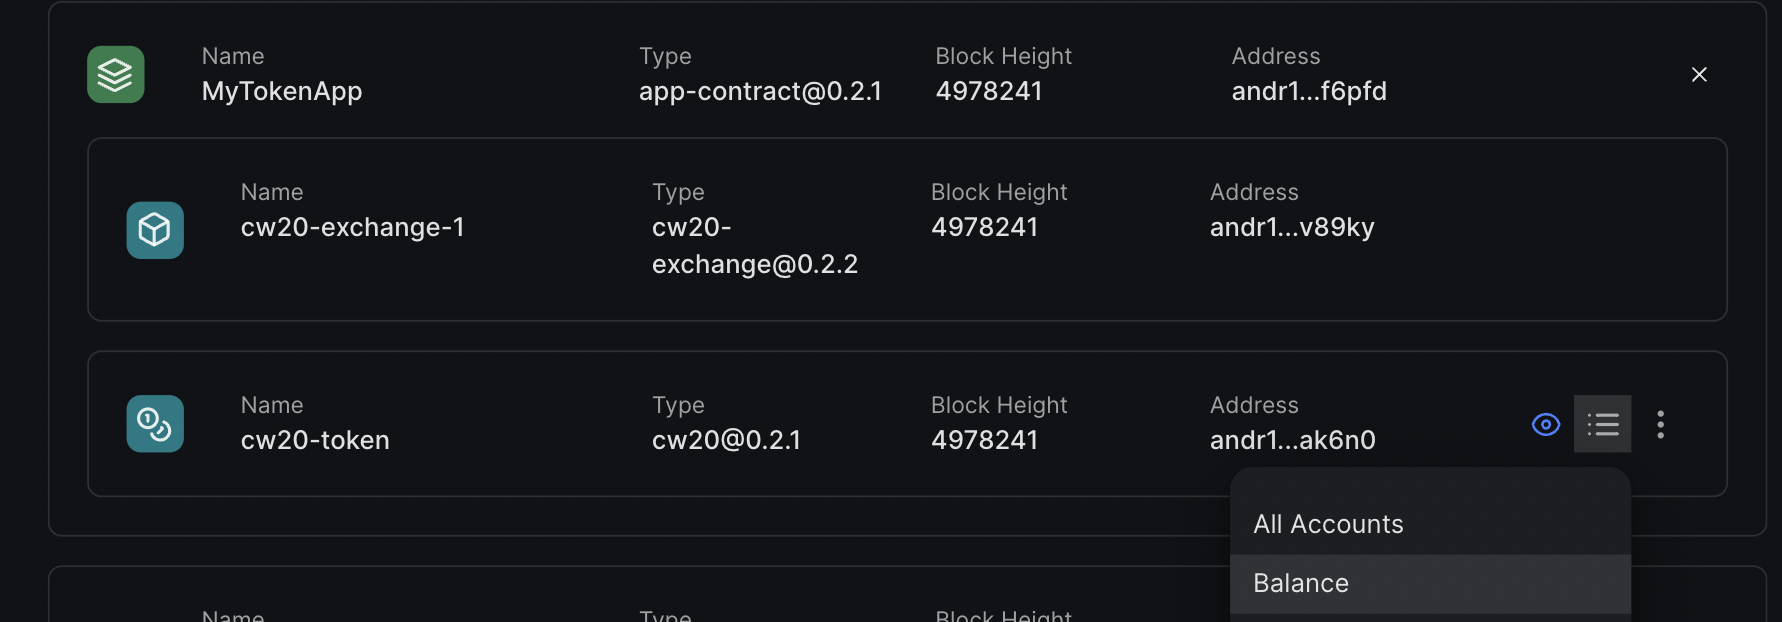 Name Type Block Height Address
MyTokenApp app-contract@0.2.1 4978241 andr1...f6pfd
Name Type Block Height Address
cw20-exchange-1 cw20- 4978241 andr1...v89ky
exchange@0.2.2
Name Type Block Height Address
cw20-token cw20@0.2.1 4978241 andr1...ak6n0
All Accounts
Balance
Name Type Block Height